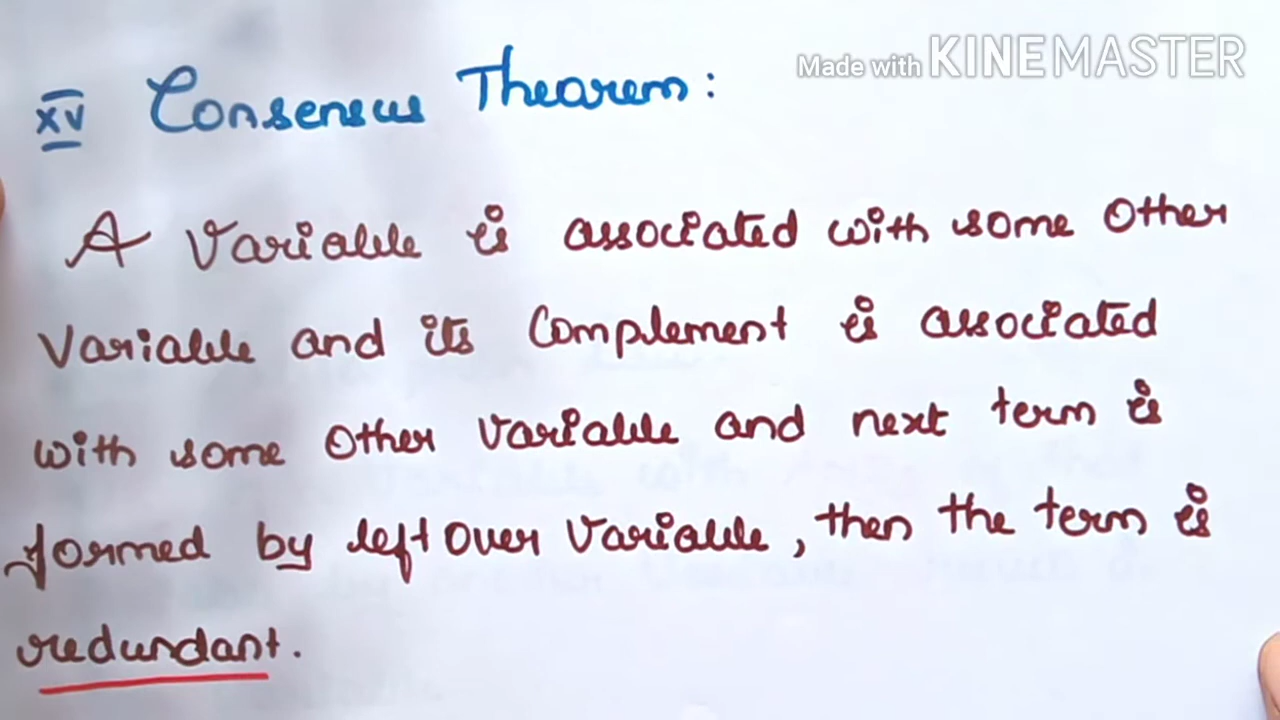 Made with KINEMASTER
xv Consensus Thearem:
A Variable is associated with some other
Variable and its Complement is associated
with some other variable and next term is
formed by left over Variable, then the term is
redundant.